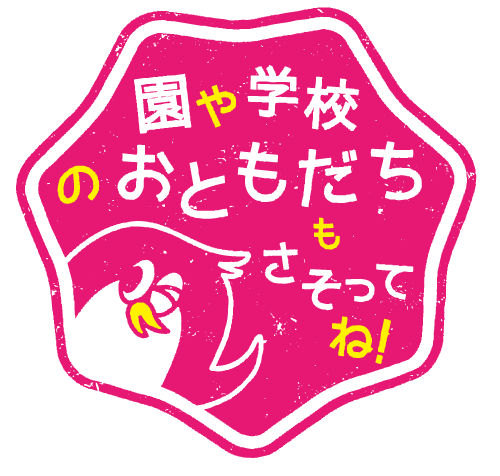 園や学校
のおともだち
も
さそって
ね!